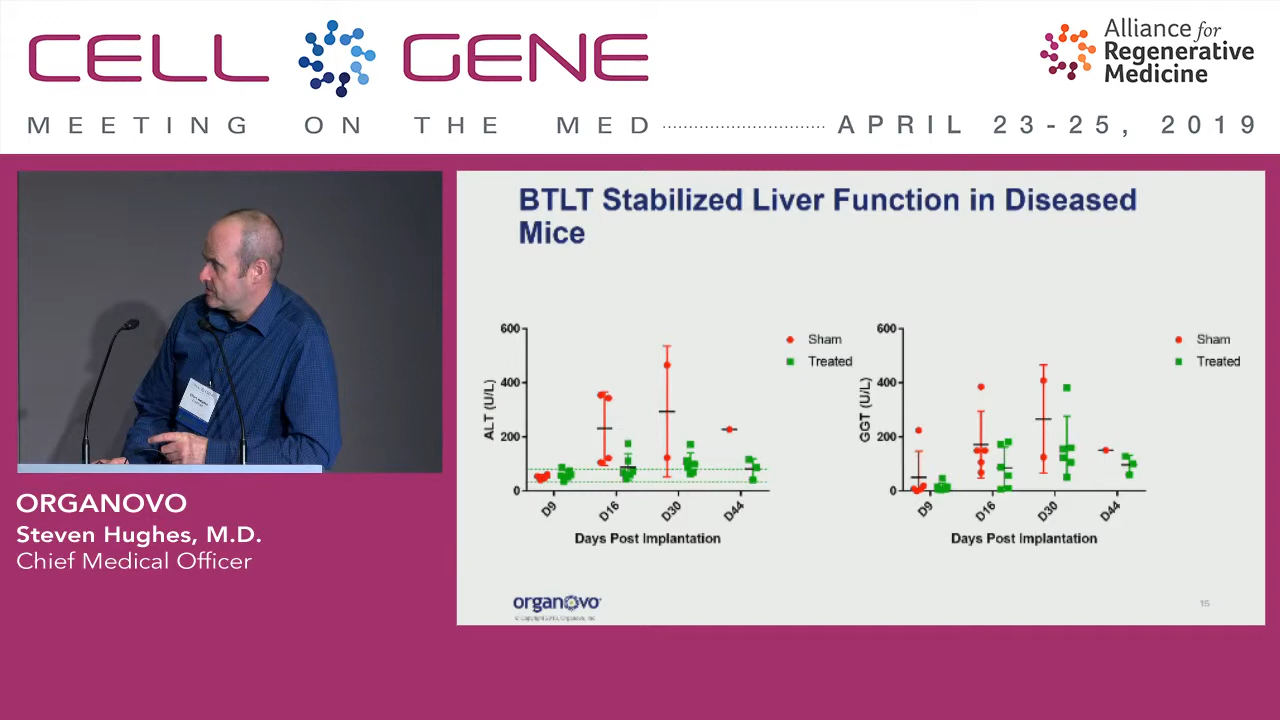 CELL GENE
Alliance for
Regenerative
Medicine
MEETING ON THE MED
APRIL 23-25, 2019
BTLT Stabilized Liver Function in Diseased
Mice
600
400
200
0
ALT (U/L)
Sham
Treated
D9
D16
D30
D44
Days Post Implantation
600
400
200
0
GGT (U/L)
Sham
Treated
D9
D16
D30
D44
Days Post Implantation
organovo
15
ORGANOVO
Steven Hughes, M.D.
Chief Medical Officer